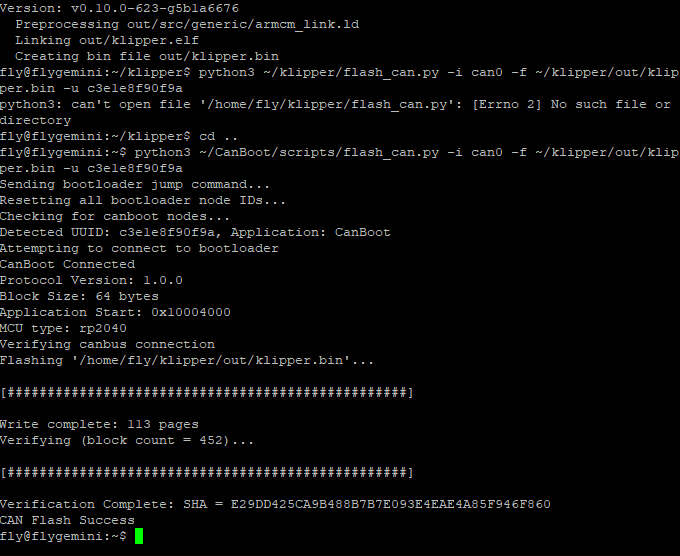 Version: v0.10.0-623-g5b1a6676
Preprocessing out/src/generic/armcm_link.ld
Linking out/klipper.elf
Creating bin file out/klipper.bin
fly@flygemini:~/klipper$ python3 ~/klipper/flash_can.py -i can0 -f ~/klipper/out/klip
per.bin -u c3e1e8f90f9a
python3: can't open file '/home/fly/klipper/flash_can.py': [Errno 2] No such file or
directory
fly@flygemini:~/klipper$ cd ..
fly@flygemini:~$ python3 ~/CanBoot/scripts/flash_can.py -i can0 -f ~/klipper/out/klip
per.bin -u c3e1e8f90f9a
Sending bootloader jump command...
Resetting all bootloader node IDs...
Checking for canboot nodes...
Detected UUID: c3e1e8f90f9a, Application: CanBoot
Attempting to connect to bootloader
CanBoot Connected
Protocol Version: 1.0.0
Block Size: 64 bytes
Application Start: 0x10004000
MCU type: rp2040
Verifying canbus connection
Flashing '/home/fly/klipper/out/klipper.bin'...
[##################################################]
Write complete: 113 pages
Verifying (block count = 452)...
[##################################################]
Verification Complete: SHA = E29DD425CA9B488B7B7E093E4EAE4A85F946F860
CAN Flash Success
fly@flygemini:~$